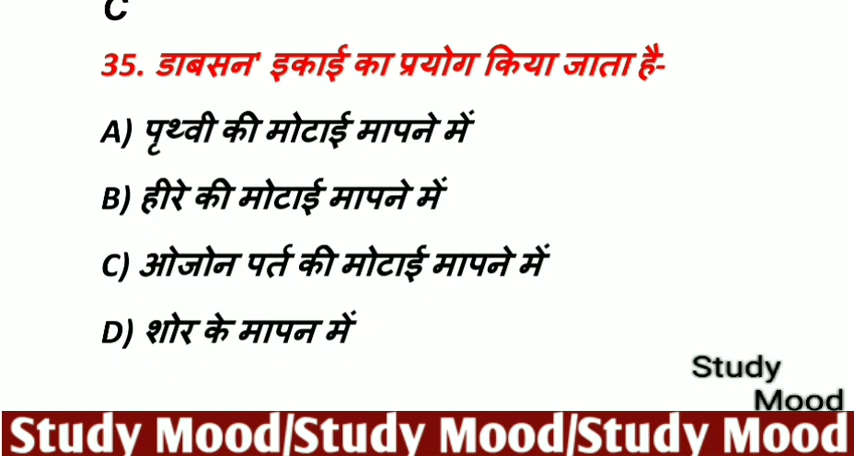 C
35. डाबसन' इकाई का प्रयोग किया जाता है-
A) पृथ्वी की मोटाई मापने में
B) हीरे की मोटाई मापने में
C) ओजोन पर्त की मोटाई मापने में
D) शोर के मापन में
Study
Mood
Study Mood/Study Mood/Study Mood